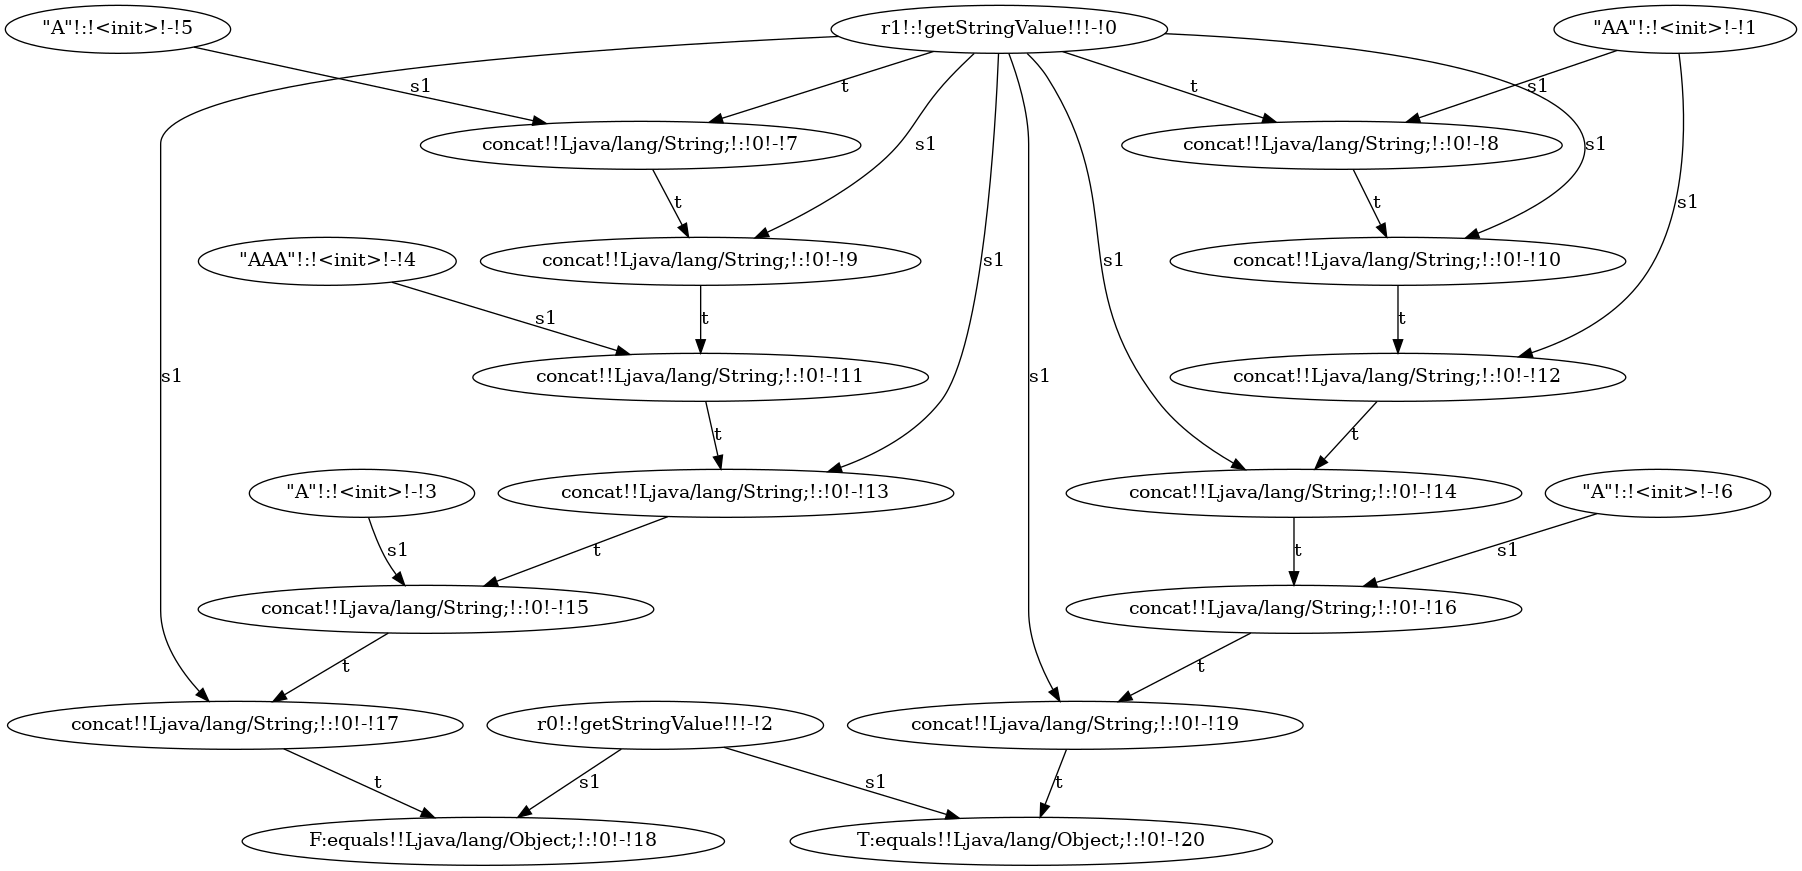 "A"!:!<init>!-!5
r1!:!getStringValue!!!-!0
"AA"!:!<init>!-!1
s1
t
t
s1
concat!!Ljava/lang/String;!:!0!-!7
s1
concat!!Ljava/lang/String;!:!0!-!8
s1
t
t
s1
"AAA"!:!<init>!-!4
concat!!Ljava/lang/String;!:!0!-!9
s1
s1
concat!!Ljava/lang/String;!:!0!-!10
s1
t
t
s1
concat!!Ljava/lang/String;!:!0!-!11
s1
concat!!Ljava/lang/String;!:!0!-!12
t
t
"A"!:!<init>!-!3
concat!!Ljava/lang/String;!:!0!-!13
concat!!Ljava/lang/String;!:!0!-!14
"A"!:!<init>!-!6
s1
t
t
s1
concat!!Ljava/lang/String;!:!0!-!15
concat!!Ljava/lang/String;!:!0!-!16
t
t
concat!!Ljava/lang/String;!:!0!-!17
r0!:!getStringValue!!!-!2
concat!!Ljava/lang/String;!:!0!-!19
t
s1
s1
t
F:equals!!Ljava/lang/Object;!:!0!-!18
T:equals!!Ljava/lang/Object;!:!0!-!20